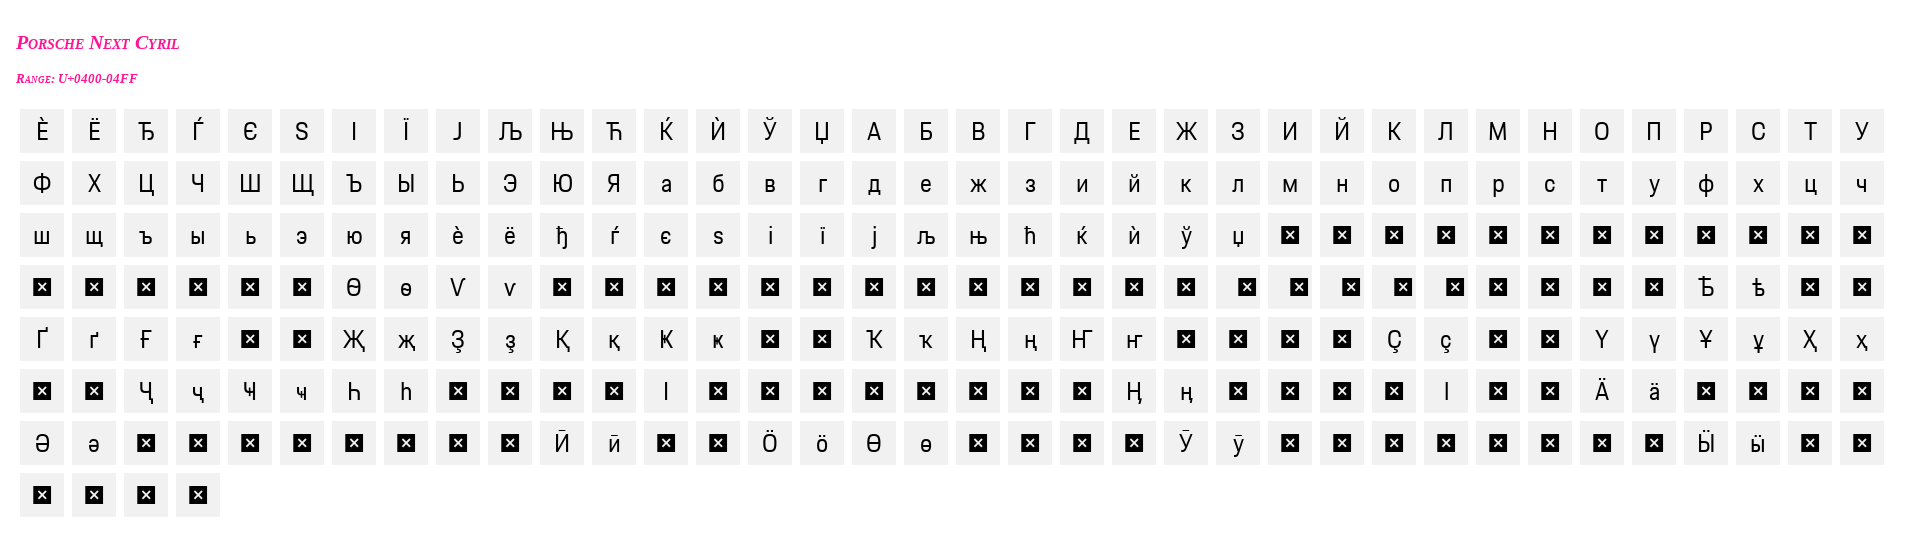 Porsche Next Cyril
Range: U+0400-04FF
Ѐ Ё Ђ Ѓ Є Ѕ І Ї Ј Љ Њ Ћ Ќ Ѝ Ў Џ А Б В Г Д Е Ж З И Й К Л М Н О П Р С Т У
Ф Х Ц Ч Ш Щ Ъ Ы Ь Э Ю Я а б в г д е ж з и й к л м н о п р с т у ф х ц ч
ш щ ъ ы ь э ю я ѐ ё ђ ѓ є ѕ і ї ј љ њ ћ ќ ѝ ў џ
Ѳ ѳ Ѵ ѵ Ҍ ҍ
Ґ ґ Ғ ғ Җ җ Ҙ ҙ Қ қ Ҝ ҝ Ҡ ҡ Ң ң Ҥ ҥ Ҫ ҫ Ү ү Ұ ұ Ҳ ҳ
Ҷ ҷ Ҹ ҹ Һ һ Ӏ Ӊ ӊ ӏ Ӓ ӓ
Ә ә Ӣ ӣ Ӧ ӧ Ө ө Ӯ ӯ Ӹ ӹ